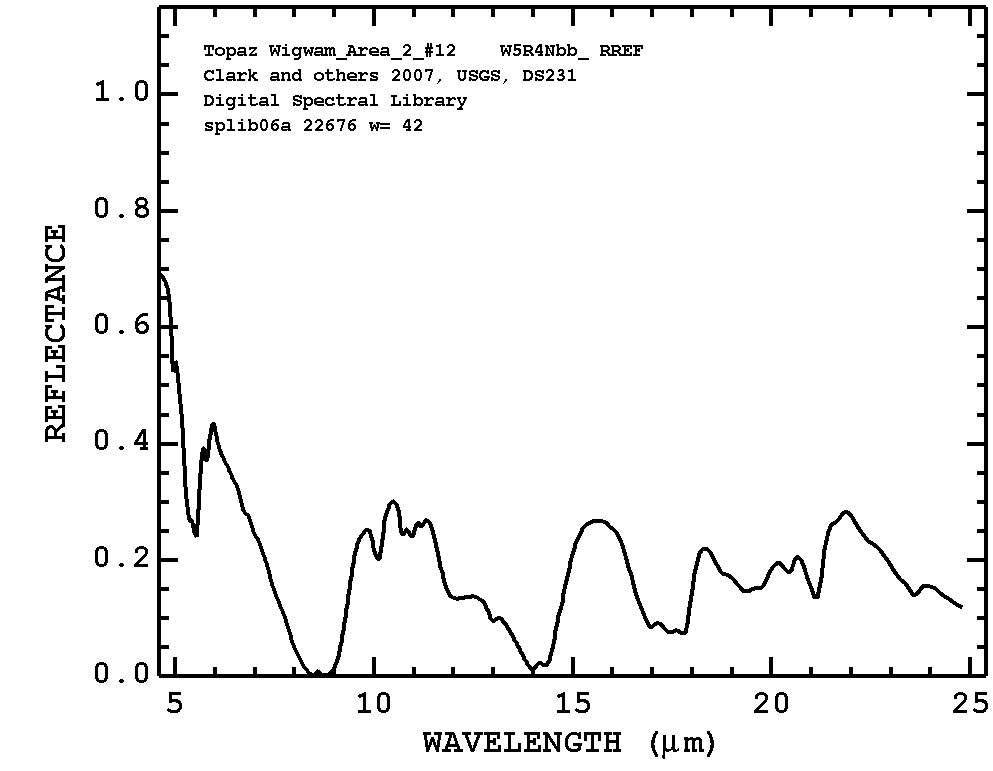 Topaz Wigwam_Area_2_#12 W5R4Nbb_ RREF
Clark and others 2007, USGS, DS231
Digital Spectral Library
splib06a 22676 w= 42
1.0
0.8
0.6
0.4
0.2
0.0
REFLECTANCE
5 10 15 20 25
WAVELENGTH (μm)